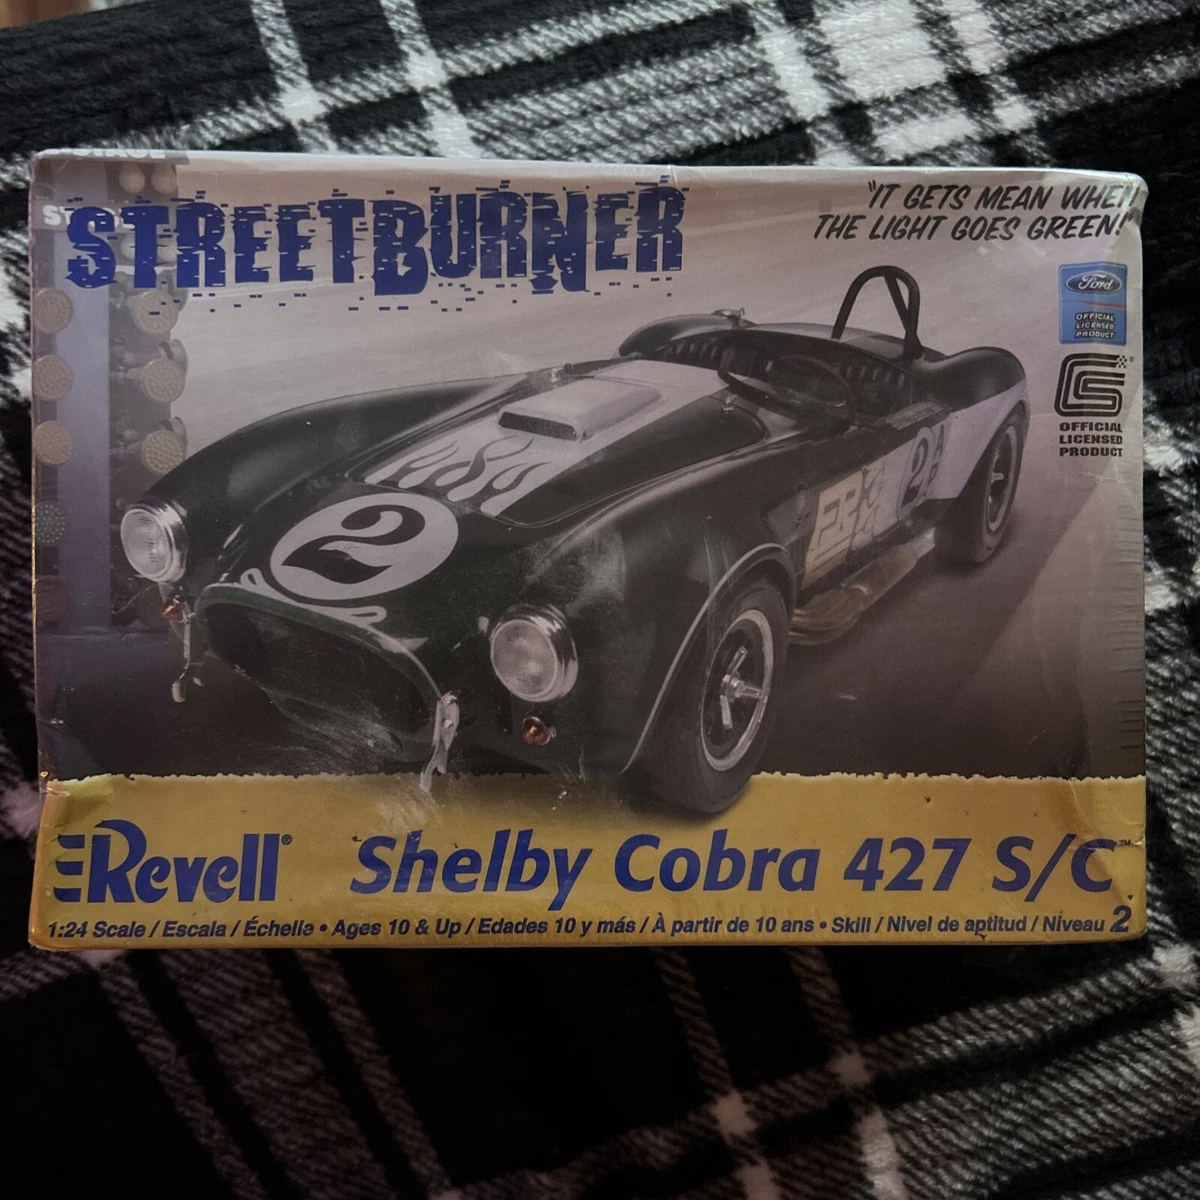 STREETBURNER
"IT GETS MEAN WHEN
THE LIGHT GOES GREEN!"
Ford
OFFICIAL
LICENSED
PRODUCT
CS®
OFFICIAL
LICENSED
PRODUCT
2
2
Revell®
Shelby Cobra 427 S/C™
1:24 Scale / Escala / Échelle • Ages 10 & Up / Edades 10 y más / À partir de 10 ans • Skill / Nivel de aptitud / Niveau 2